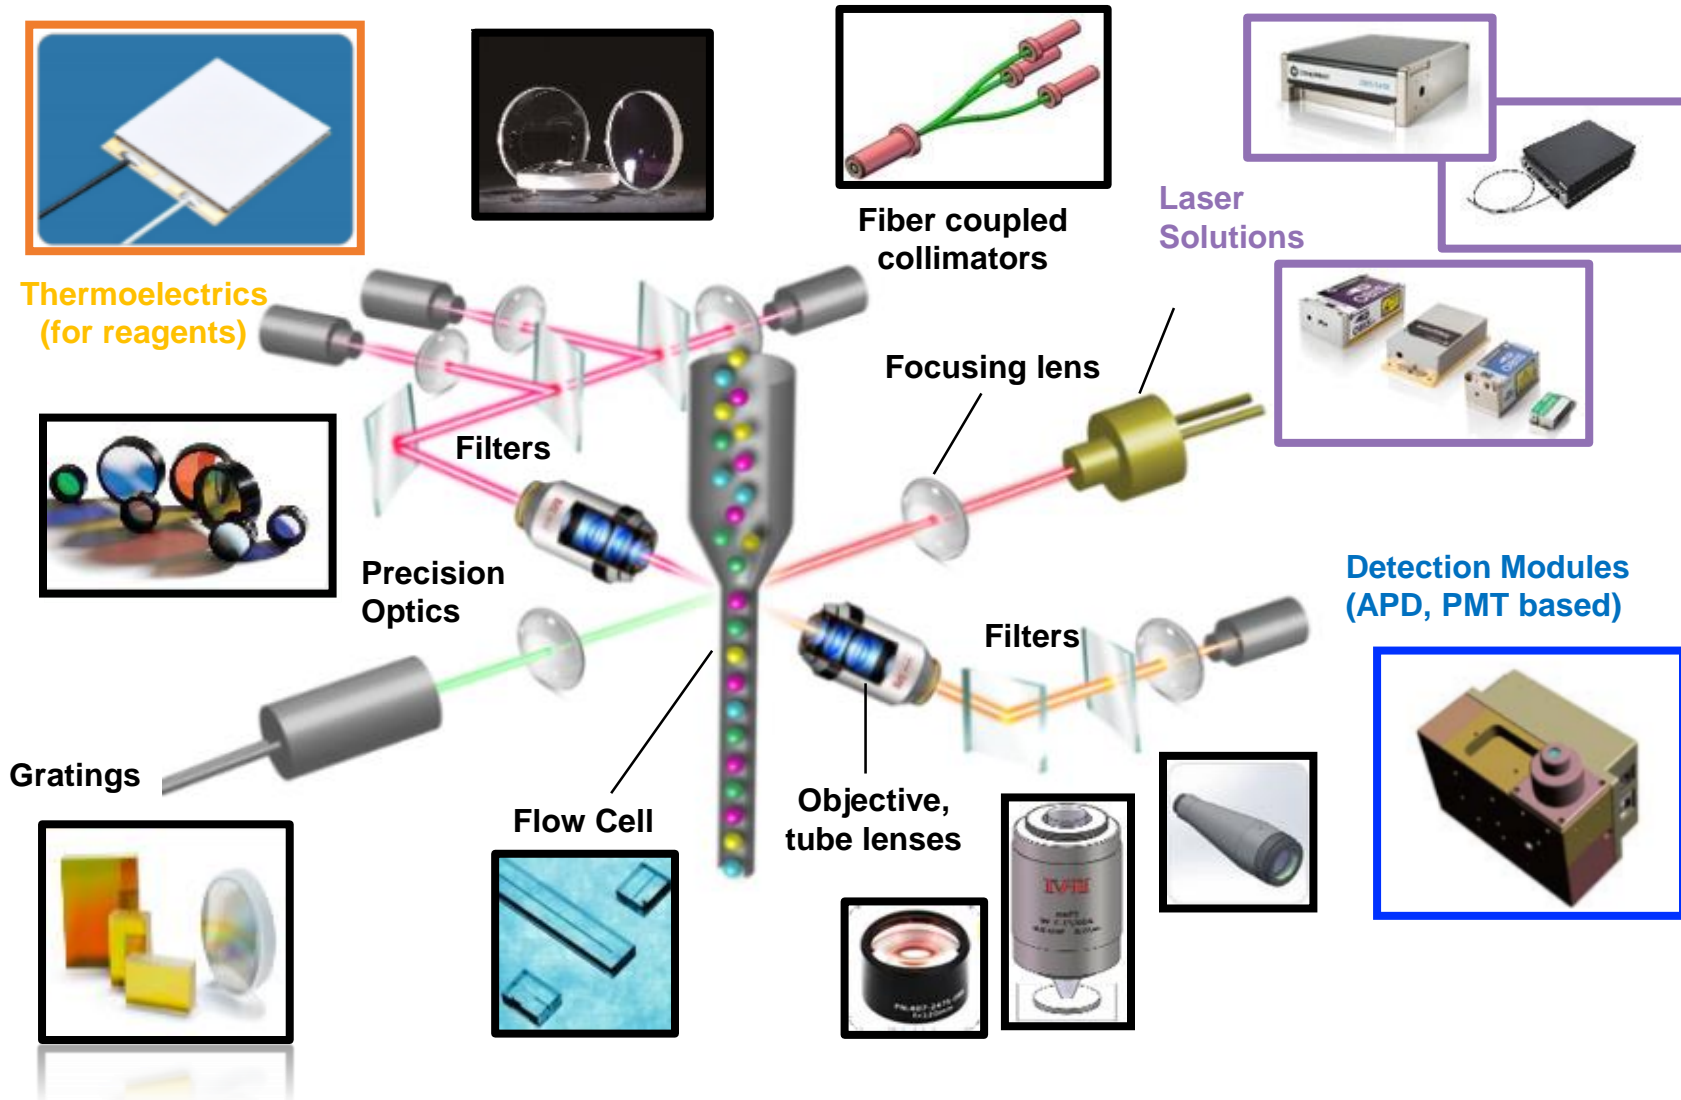 Fiber coupled
collimators
Laser
Solutions
Thermoelectrics
(for reagents)
Focusing lens
Filters
Precision
Optics
Detection Modules
(APD, PMT based)
Filters
Gratings
Flow Cell
Objective,
tube lenses